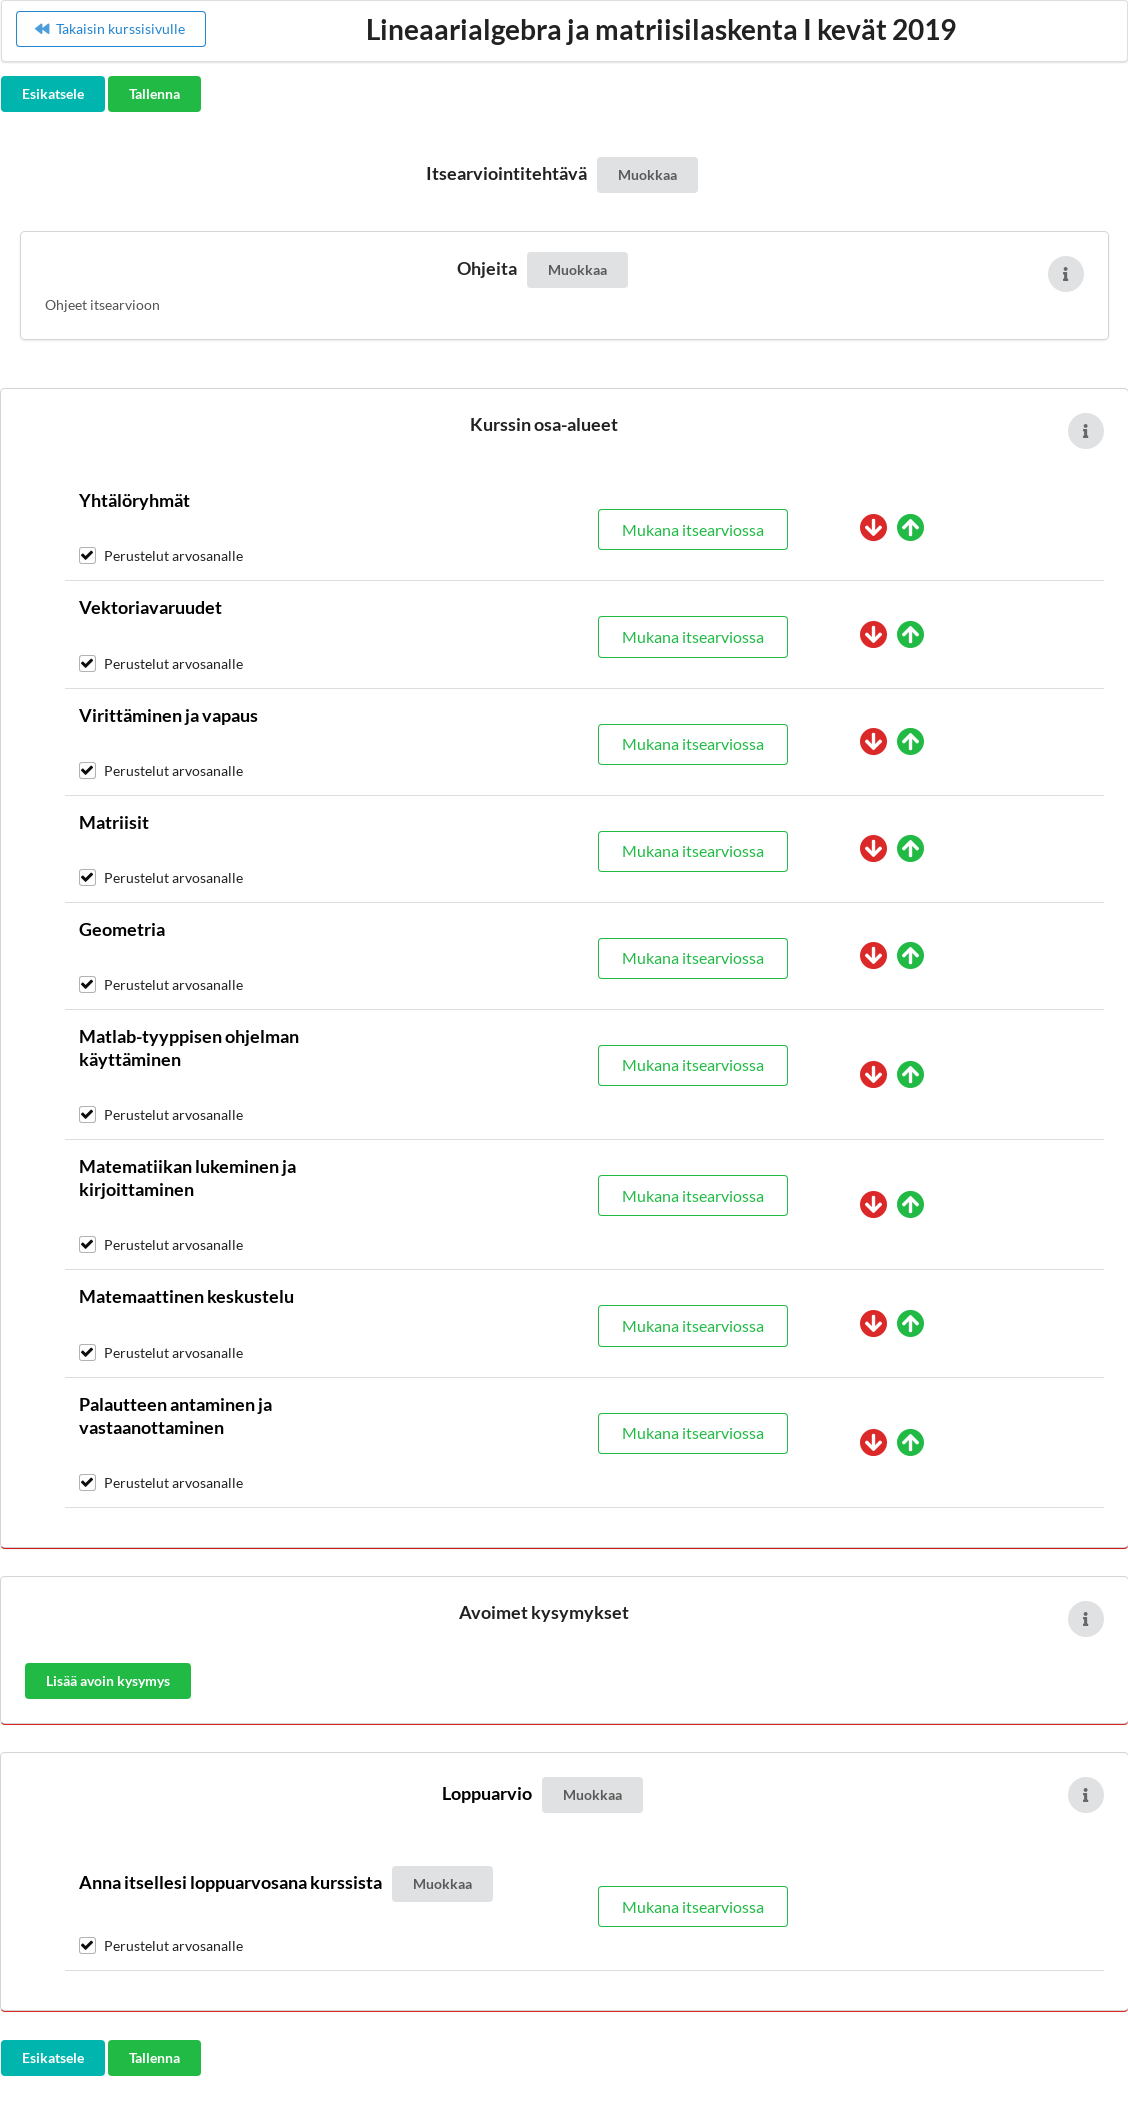 Takaisin kurssisivulle
Lineaarialgebra ja matriisilaskenta I kevät 2019
Esikatsele
Tallenna
Itsearviointitehtävä
Muokkaa
Ohjeita
Muokkaa
Ohjeet itsearvioon
Kurssin osa-alueet
Yhtälöryhmät
Mukana itsearviossa
Perustelut arvosanalle
Vektoriavaruudet
Mukana itsearviossa
Perustelut arvosanalle
Virittäminen ja vapaus
Mukana itsearviossa
Perustelut arvosanalle
Matriisit
Mukana itsearviossa
Perustelut arvosanalle
Geometria
Mukana itsearviossa
Perustelut arvosanalle
Matlab-tyyppisen ohjelman
käyttäminen
Mukana itsearviossa
Perustelut arvosanalle
Matematiikan lukeminen ja
kirjoittaminen
Mukana itsearviossa
Perustelut arvosanalle
Matemaattinen keskustelu
Mukana itsearviossa
Perustelut arvosanalle
Palautteen antaminen ja
vastaanottaminen
Mukana itsearviossa
Perustelut arvosanalle
Avoimet kysymykset
Lisää avoin kysymys
Loppuarvio
Muokkaa
Anna itsellesi loppuarvosana kurssista
Muokkaa
Mukana itsearviossa
Perustelut arvosanalle
Esikatsele
Tallenna